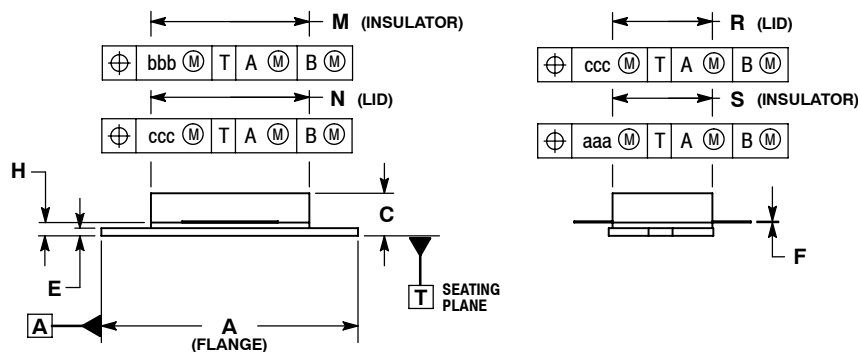 M (INSULATOR)
⌖ bbb Ⓜ T A Ⓜ B Ⓜ
N (LID)
⌖ ccc Ⓜ T A Ⓜ B Ⓜ
R (LID)
⌖ ccc Ⓜ T A Ⓜ B Ⓜ
S (INSULATOR)
⌖ aaa Ⓜ T A Ⓜ B Ⓜ
H
C
E
F
T SEATING
PLANE
A
A
(FLANGE)